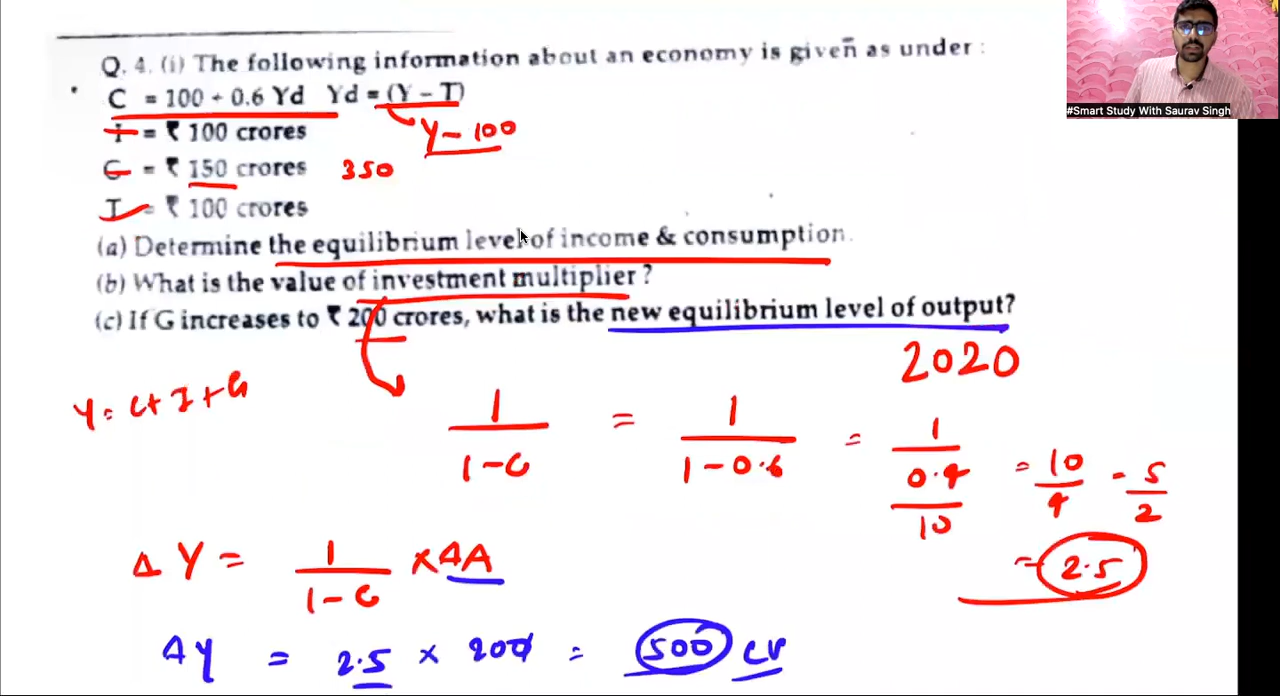 #Smart Study With Saurav Singh
Q. 4. (i) The following information about an economy is given as under :
C = 100 + 0.6 Yd Yd = (Y – T)
Y – 100
I = ₹ 100 crores
G = ₹ 150 crores 350
T = ₹ 100 crores
(a) Determine the equilibrium level of income & consumption.
(b) What is the value of investment multiplier ?
(c) If G increases to ₹ 200 crores, what is the new equilibrium level of output?
2020
Y = C + I + G
1/(1-C) = 1/(1-0.6) = 1/(0.4/10) = 10/4 - 5/2
= 2.5
Δ Y = 1/(1-C) × ΔA
ΔY = 2.5 × 200 = 500 cr